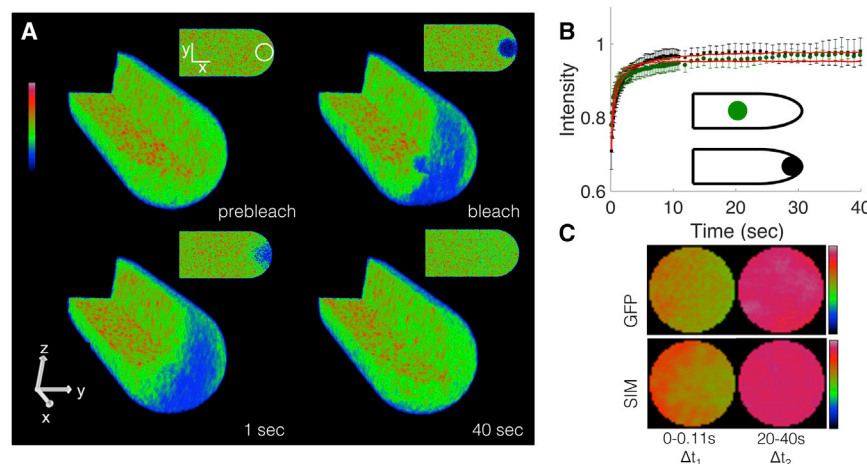 A
y
x
prebleach
bleach
z
y
x
1 sec
40 sec
B
Intensity
1
0.8
0.6
0
10
20
30
40
Time (sec)
C
GFP
SIM
0-0.11s
20-40s
Δt₁
Δt₂